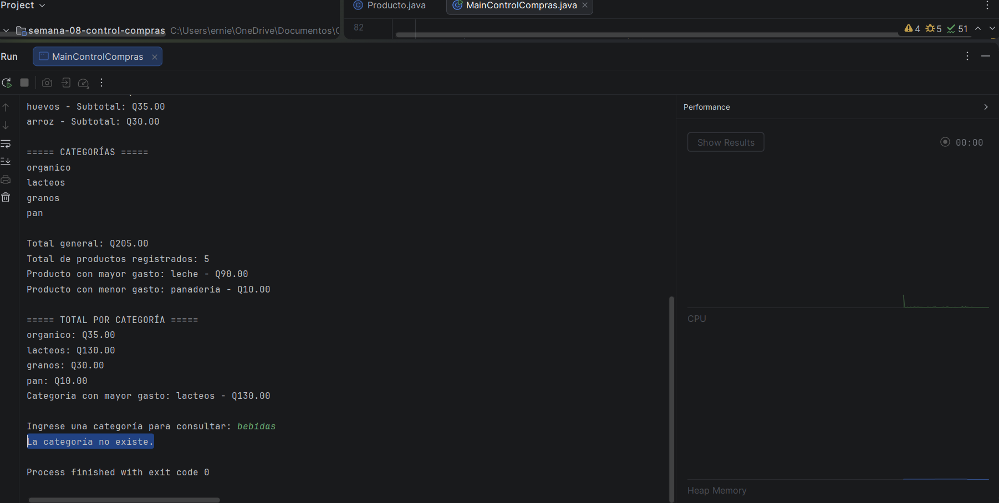 Project
Producto.java
MainControlCompras.java
semana-08-control-compras C:\Users\ernie\OneDrive\Documentos\
82
4 5 51
Run MainControlCompras
huevos - Subtotal: Q35.00
arroz - Subtotal: Q30.00
===== CATEGORÍAS =====
organico
lacteos
granos
pan
Total general: Q205.00
Total de productos registrados: 5
Producto con mayor gasto: leche - Q90.00
Producto con menor gasto: panaderia - Q10.00
===== TOTAL POR CATEGORÍA =====
organico: Q35.00
lacteos: Q130.00
granos: Q30.00
pan: Q10.00
Categoría con mayor gasto: lacteos - Q130.00
Ingrese una categoría para consultar: bebidas
La categoría no existe.
Process finished with exit code 0
Performance
Show Results
00:00
CPU
Heap Memory